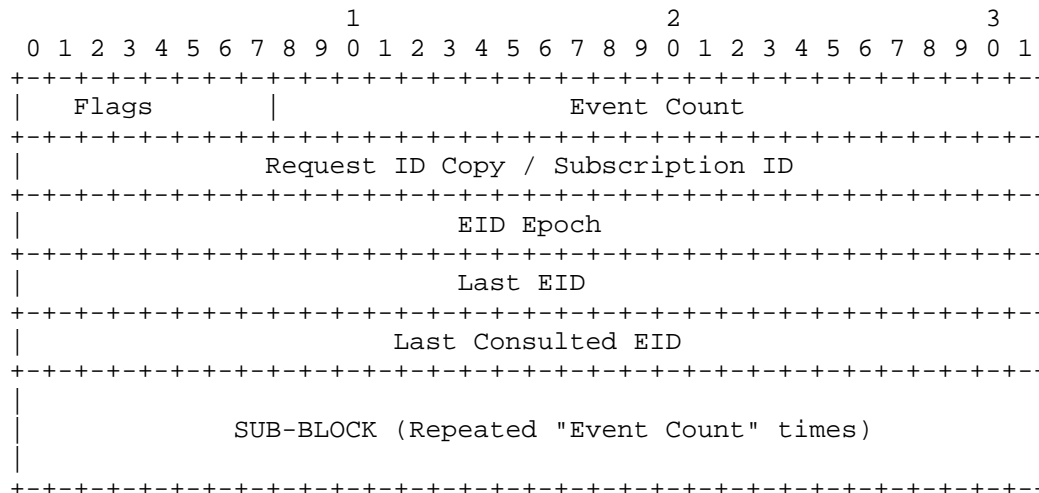 1                   2                   3
 0 1 2 3 4 5 6 7 8 9 0 1 2 3 4 5 6 7 8 9 0 1 2 3 4 5 6 7 8 9 0 1
+-+-+-+-+-+-+-+-+-+-+-+-+-+-+-+-+-+-+-+-+-+-+-+-+-+-+-+-+-+-+-+-
|   Flags       |                  Event Count
+-+-+-+-+-+-+-+-+-+-+-+-+-+-+-+-+-+-+-+-+-+-+-+-+-+-+-+-+-+-+-+-
|               Request ID Copy / Subscription ID
+-+-+-+-+-+-+-+-+-+-+-+-+-+-+-+-+-+-+-+-+-+-+-+-+-+-+-+-+-+-+-+-
|                           EID Epoch
+-+-+-+-+-+-+-+-+-+-+-+-+-+-+-+-+-+-+-+-+-+-+-+-+-+-+-+-+-+-+-+-
|                           Last EID
+-+-+-+-+-+-+-+-+-+-+-+-+-+-+-+-+-+-+-+-+-+-+-+-+-+-+-+-+-+-+-+-
|                       Last Consulted EID
+-+-+-+-+-+-+-+-+-+-+-+-+-+-+-+-+-+-+-+-+-+-+-+-+-+-+-+-+-+-+-+-
|
|             SUB-BLOCK (Repeated "Event Count" times)
|
+-+-+-+-+-+-+-+-+-+-+-+-+-+-+-+-+-+-+-+-+-+-+-+-+-+-+-+-+-+-+-+-